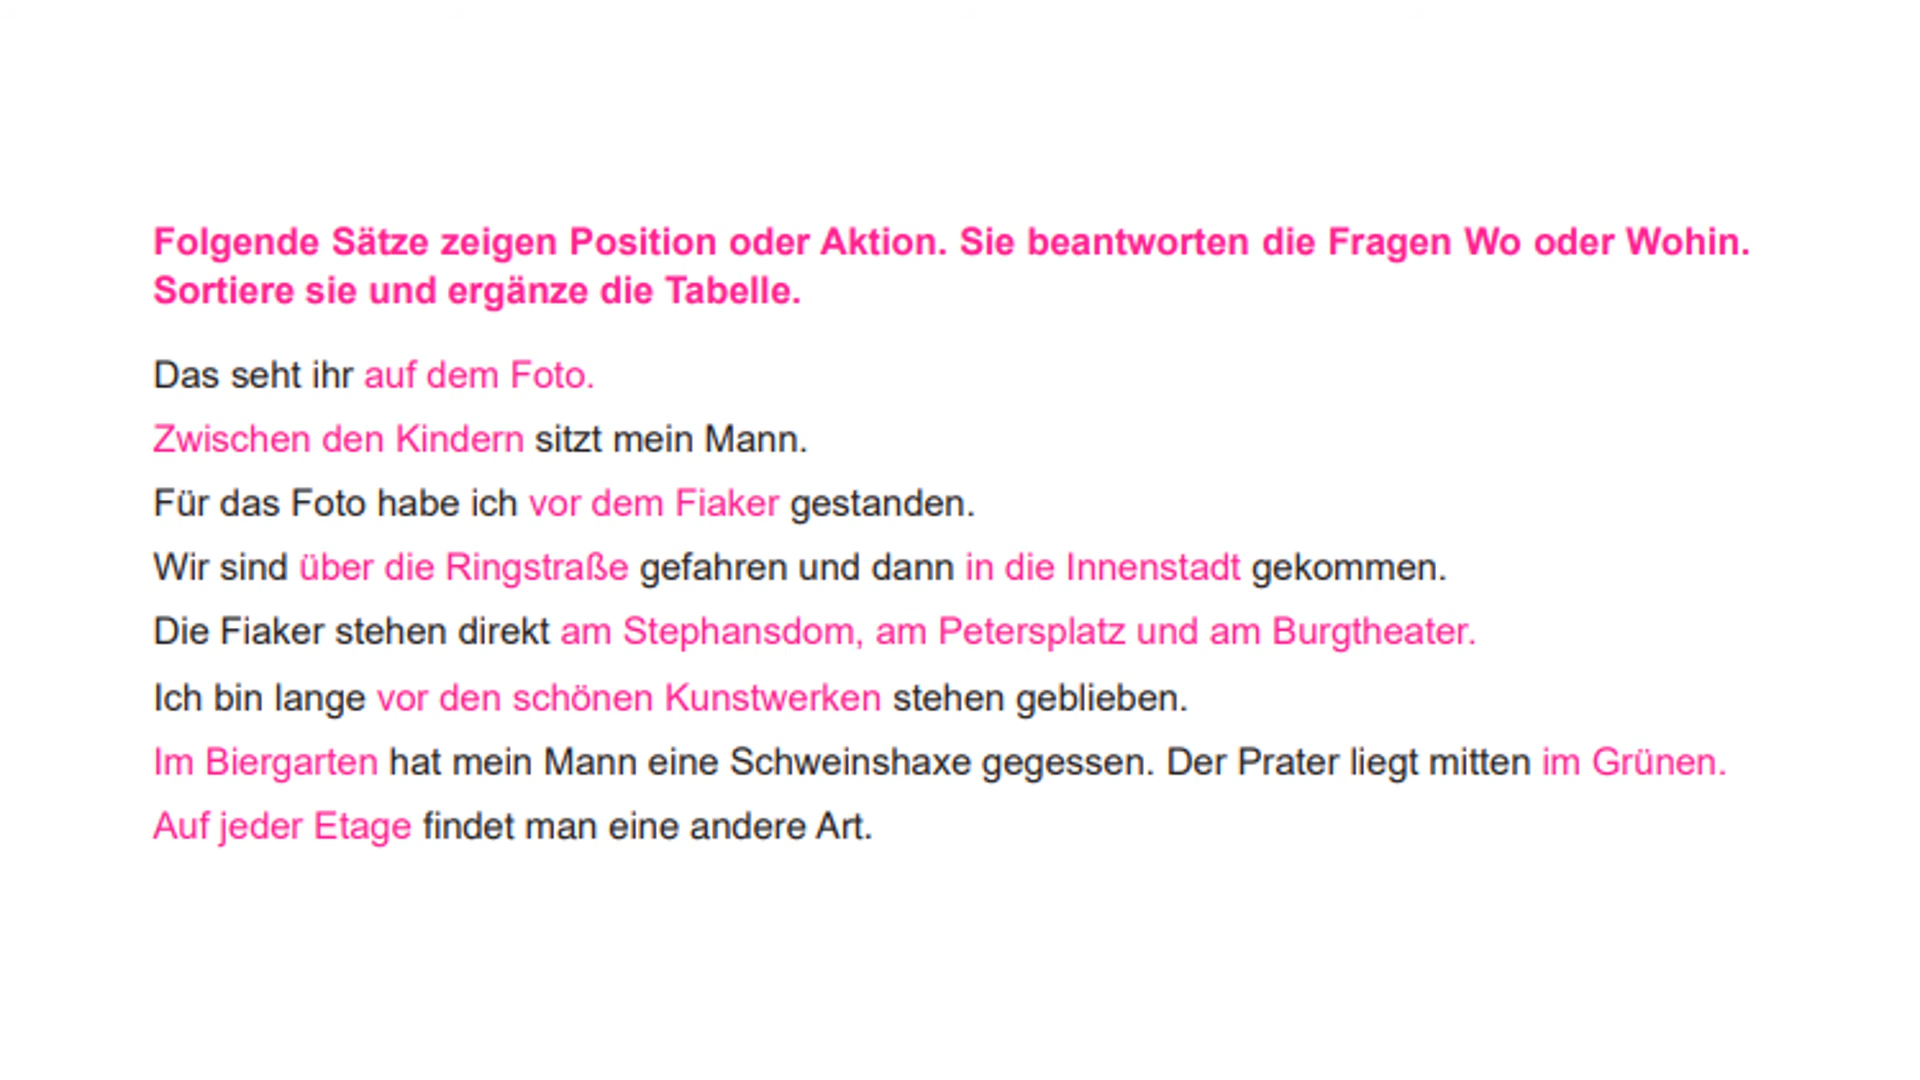 Folgende Sätze zeigen Position oder Aktion. Sie beantworten die Fragen Wo oder Wohin.
Sortiere sie und ergänze die Tabelle.
Das seht ihr auf dem Foto.
Zwischen den Kindern sitzt mein Mann.
Für das Foto habe ich vor dem Fiaker gestanden.
Wir sind über die Ringstraße gefahren und dann in die Innenstadt gekommen.
Die Fiaker stehen direkt am Stephansdom, am Petersplatz und am Burgtheater.
Ich bin lange vor den schönen Kunstwerken stehen geblieben.
Im Biergarten hat mein Mann eine Schweinshaxe gegessen. Der Prater liegt mitten im Grünen.
Auf jeder Etage findet man eine andere Art.